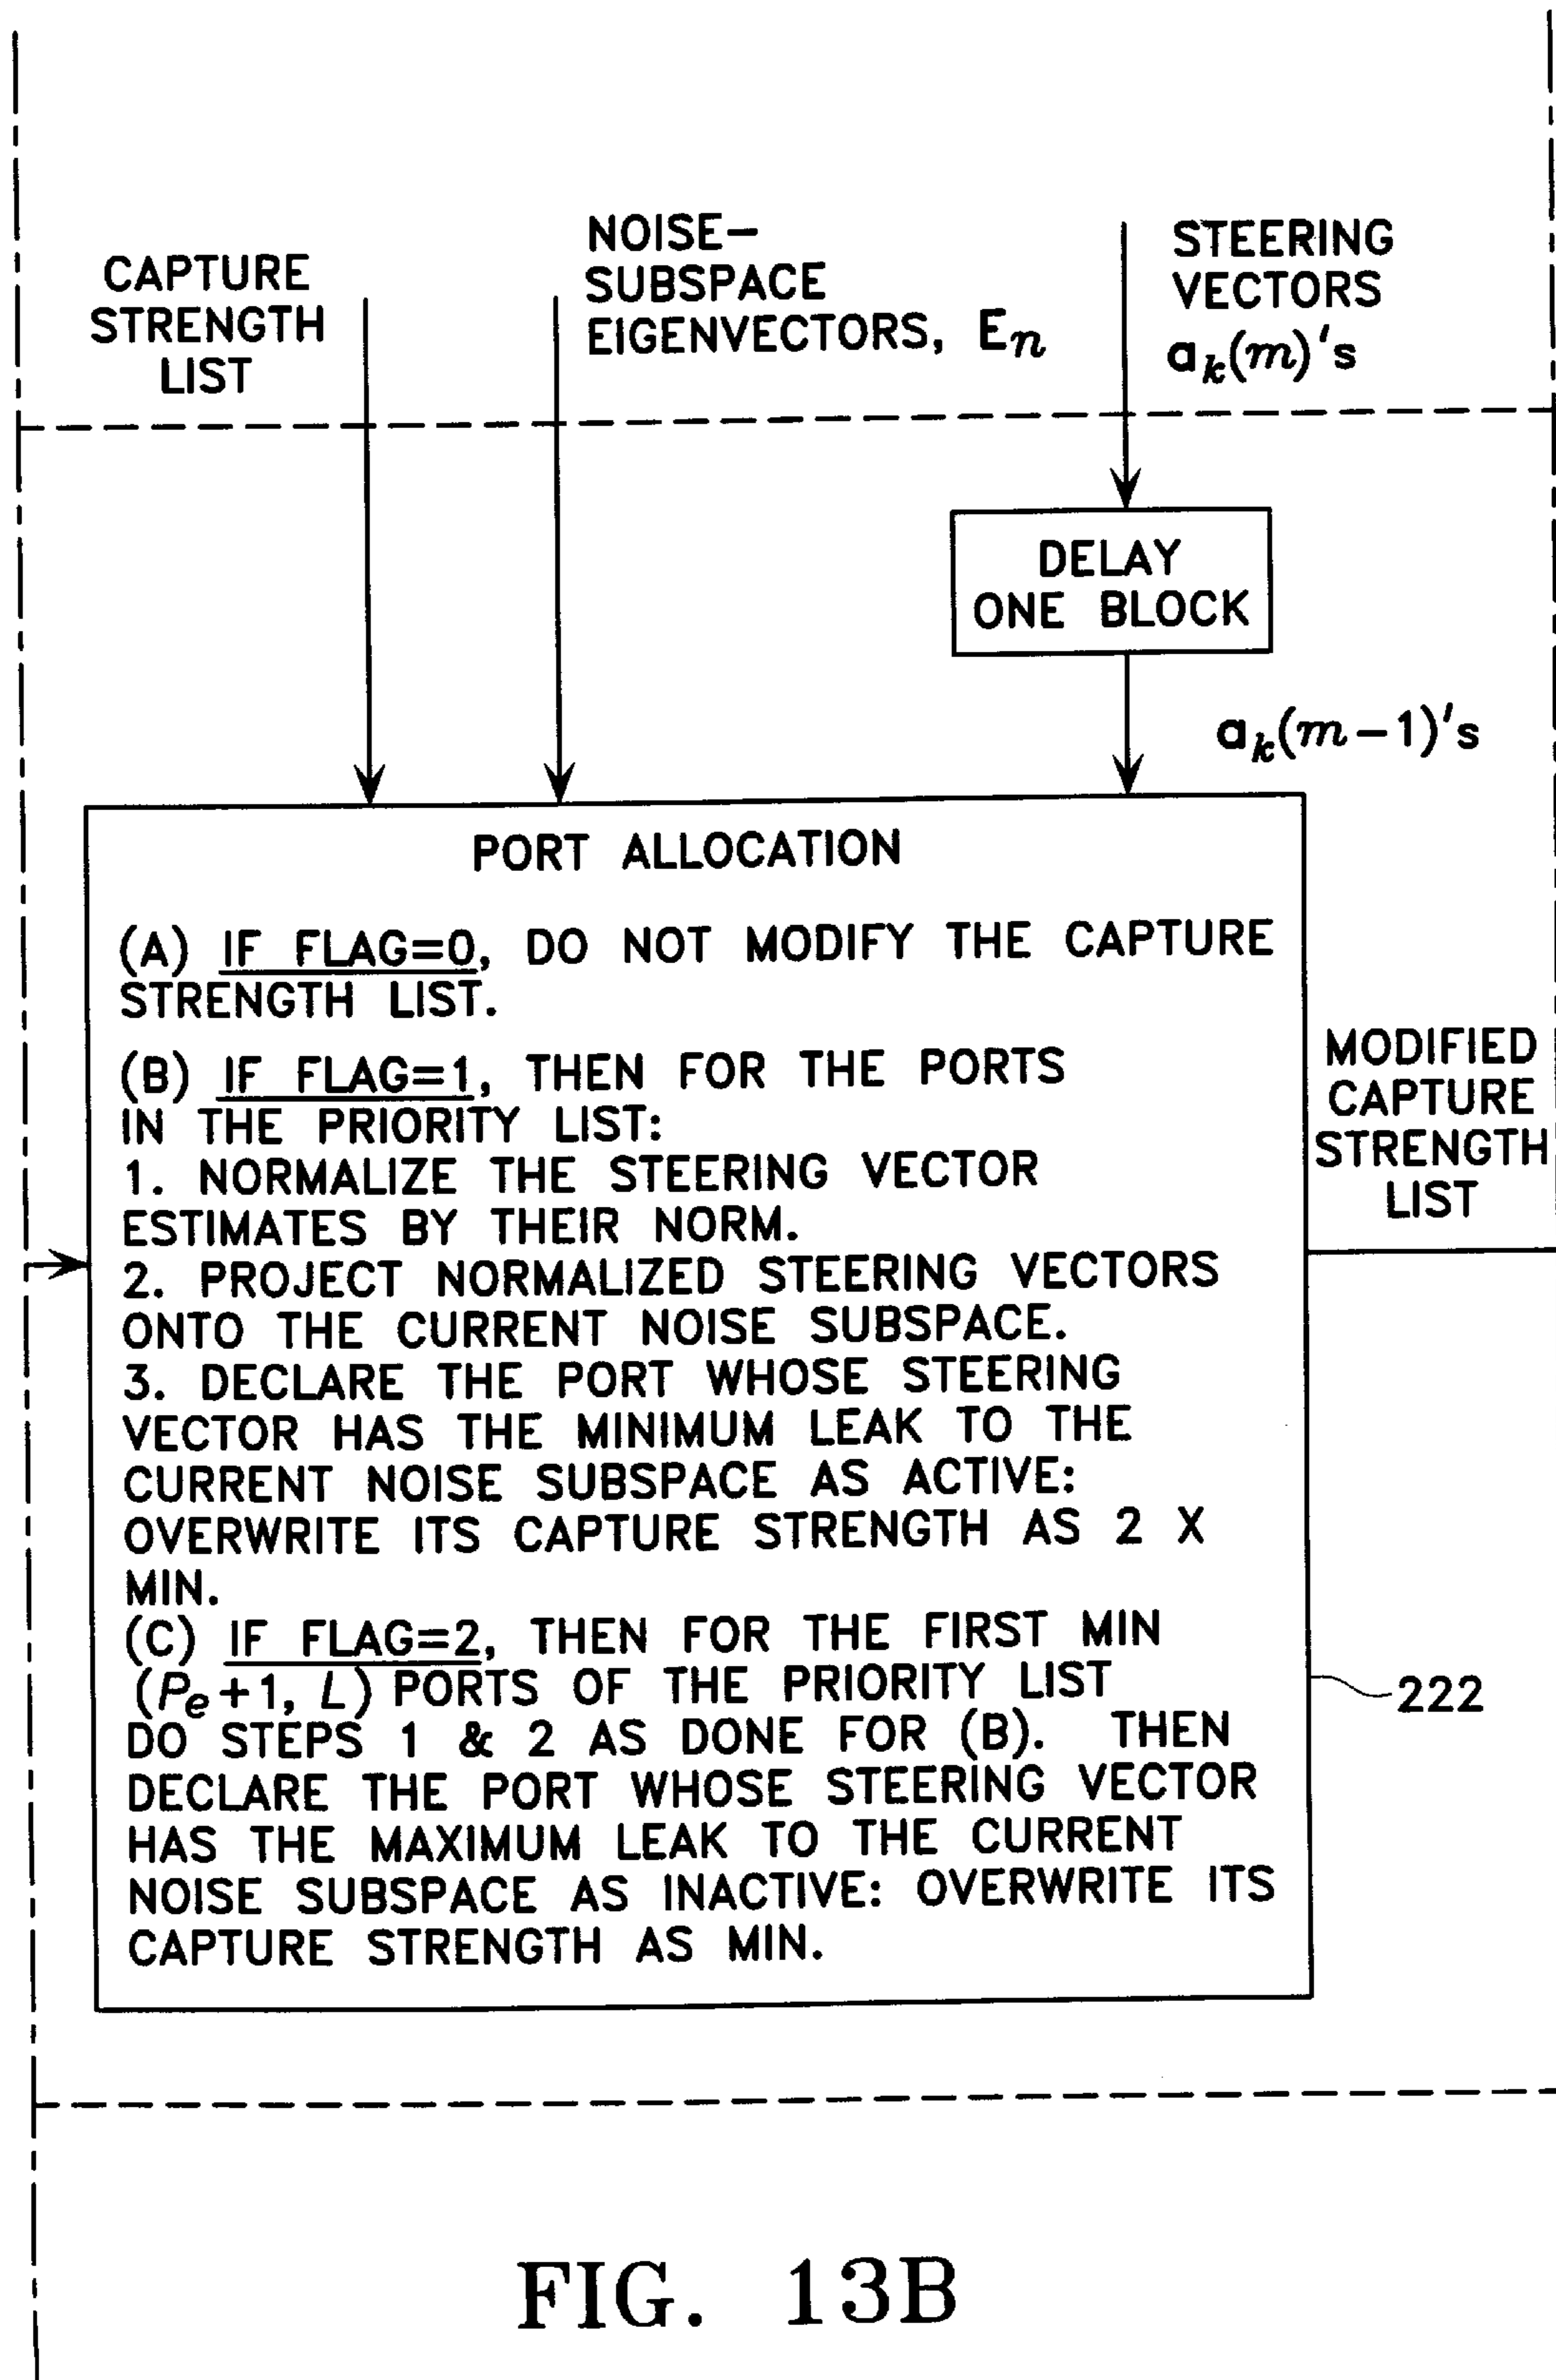 CAPTURE
STRENGTH
LIST
NOISE-
SUBSPACE
EIGENVECTORS, En
STEERING
VECTORS
ak(m)'s
DELAY
ONE BLOCK
ak(m-1)'s
PORT ALLOCATION
(A) IF FLAG=0, DO NOT MODIFY THE CAPTURE
STRENGTH LIST.
(B) IF FLAG=1, THEN FOR THE PORTS
IN THE PRIORITY LIST:
1. NORMALIZE THE STEERING VECTOR
ESTIMATES BY THEIR NORM.
2. PROJECT NORMALIZED STEERING VECTORS
ONTO THE CURRENT NOISE SUBSPACE.
3. DECLARE THE PORT WHOSE STEERING
VECTOR HAS THE MINIMUM LEAK TO THE
CURRENT NOISE SUBSPACE AS ACTIVE:
OVERWRITE ITS CAPTURE STRENGTH AS 2 X
MIN.
(C) IF FLAG=2, THEN FOR THE FIRST MIN
(Pe+1, L) PORTS OF THE PRIORITY LIST
DO STEPS 1 & 2 AS DONE FOR (B). THEN
DECLARE THE PORT WHOSE STEERING VECTOR
HAS THE MAXIMUM LEAK TO THE CURRENT
NOISE SUBSPACE AS INACTIVE: OVERWRITE ITS
CAPTURE STRENGTH AS MIN.
MODIFIED
CAPTURE
STRENGTH
LIST
222
FIG. 13B